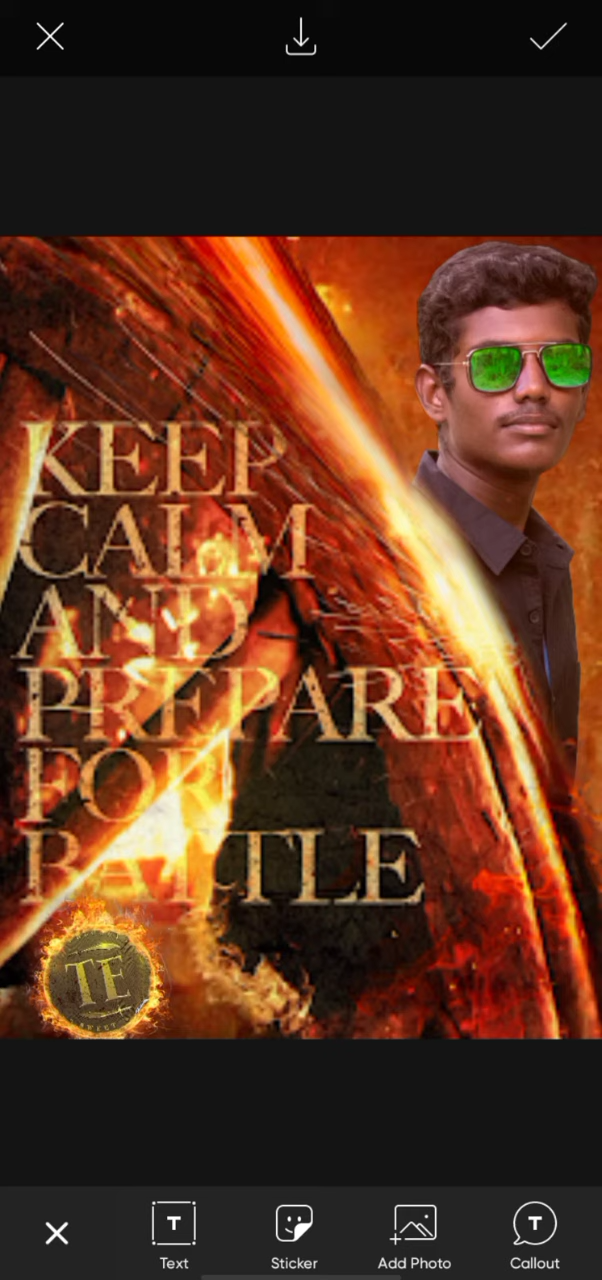 KEEP
CALM
AND
PREPARE
FOR
BATTLE
TE
T Text
Sticker
Add Photo
T Callout